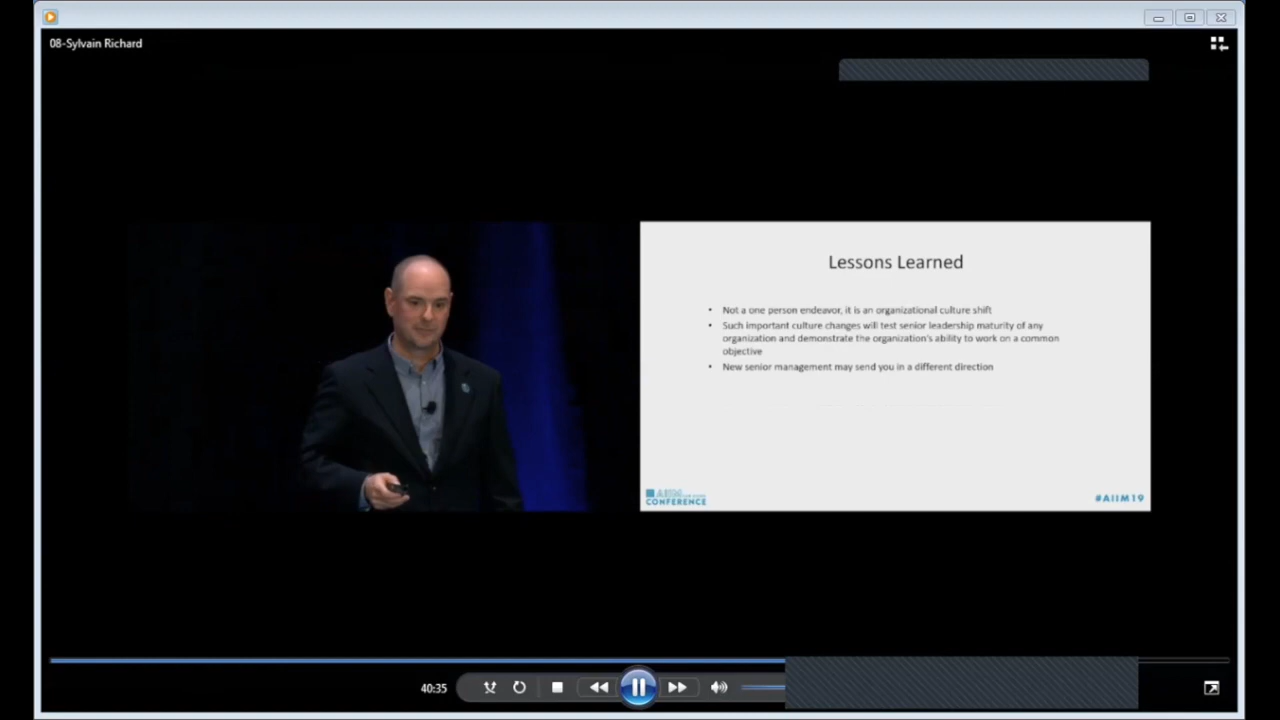 08-Sylvain Richard
Lessons Learned
• Not a one person endeavor, it is an organizational culture shift
• Such important culture changes will test senior leadership maturity of any
organization and demonstrate the organization's ability to work on a common
objective
• New senior management may send you in a different direction
AIIM
CONFERENCE
#AIIM19
40:35